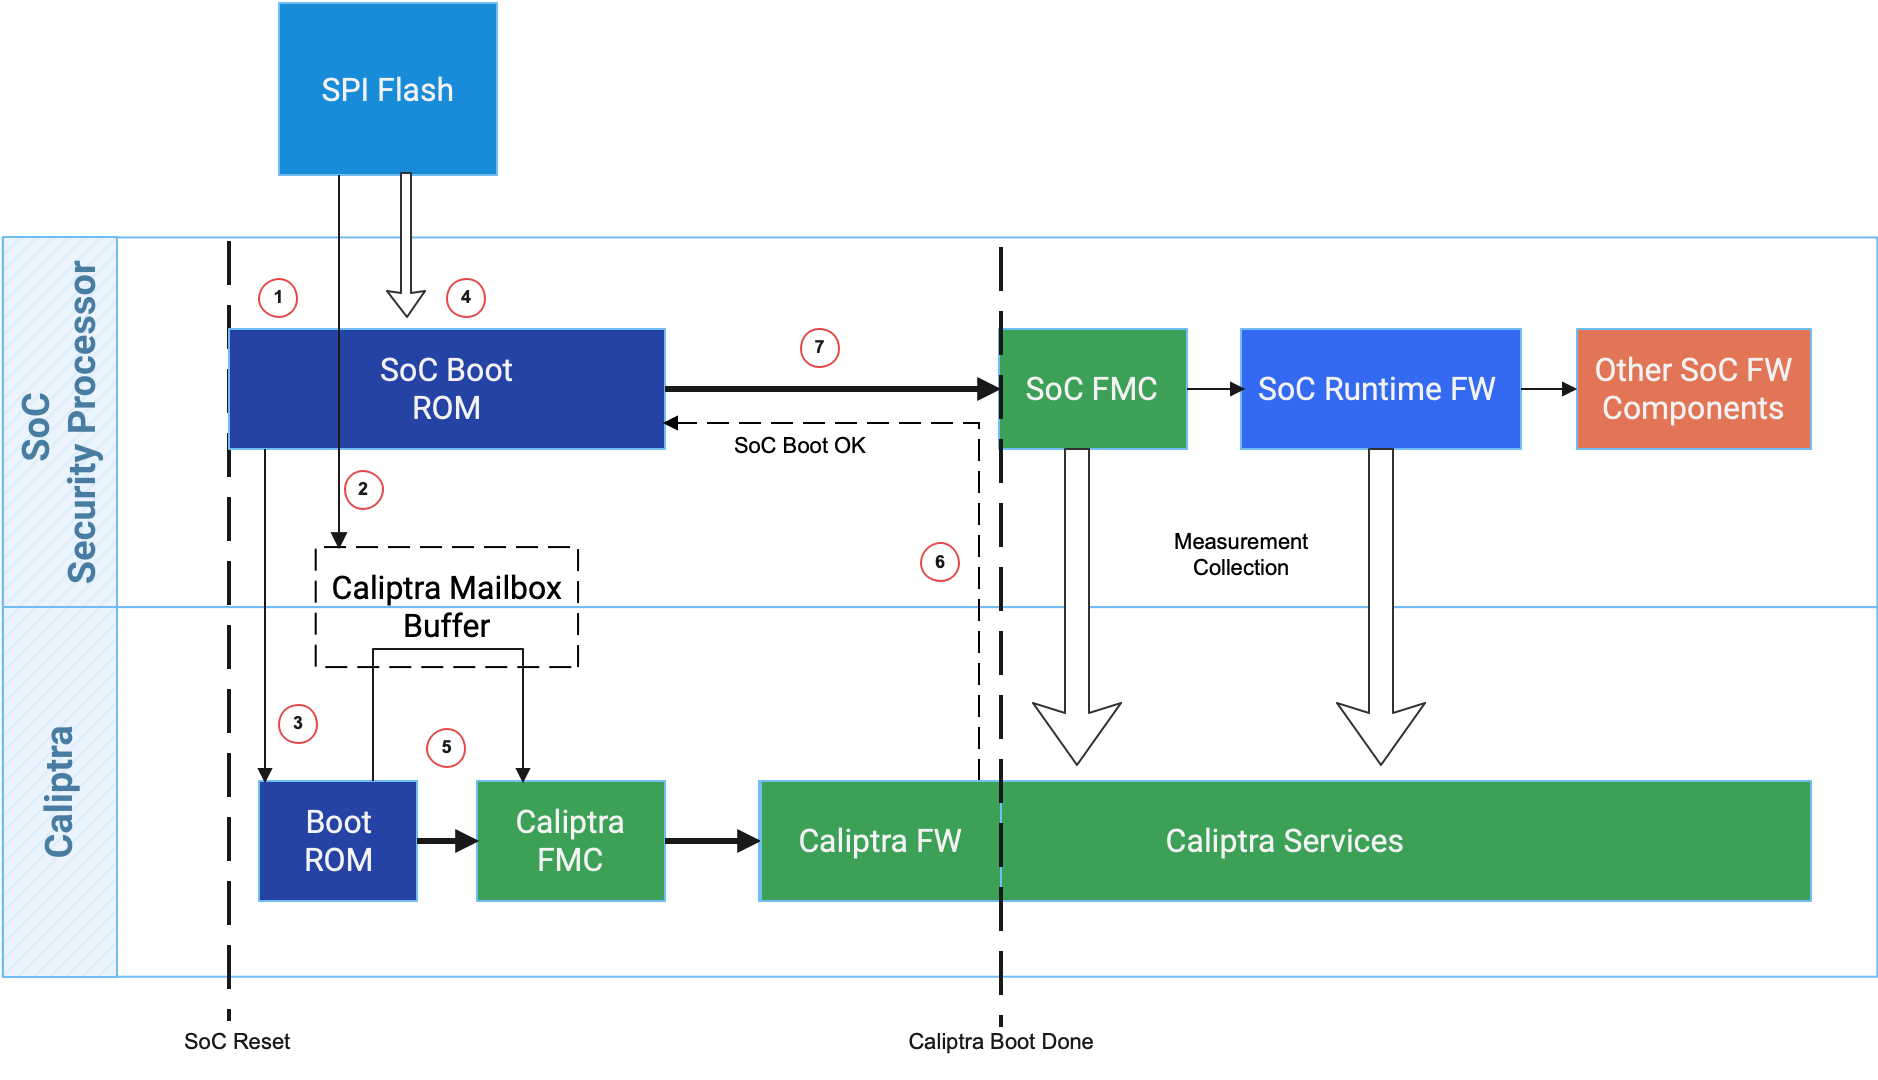 SPI Flash
SoC
Security Processor
1
4
SoC Boot
ROM
7
SoC FMC
SoC Runtime FW
Other SoC FW
Components
SoC Boot OK
2
Measurement
Collection
6
Caliptra Mailbox
Buffer
Caliptra
3
5
Boot
ROM
Caliptra
FMC
Caliptra FW
Caliptra Services
SoC Reset
Caliptra Boot Done